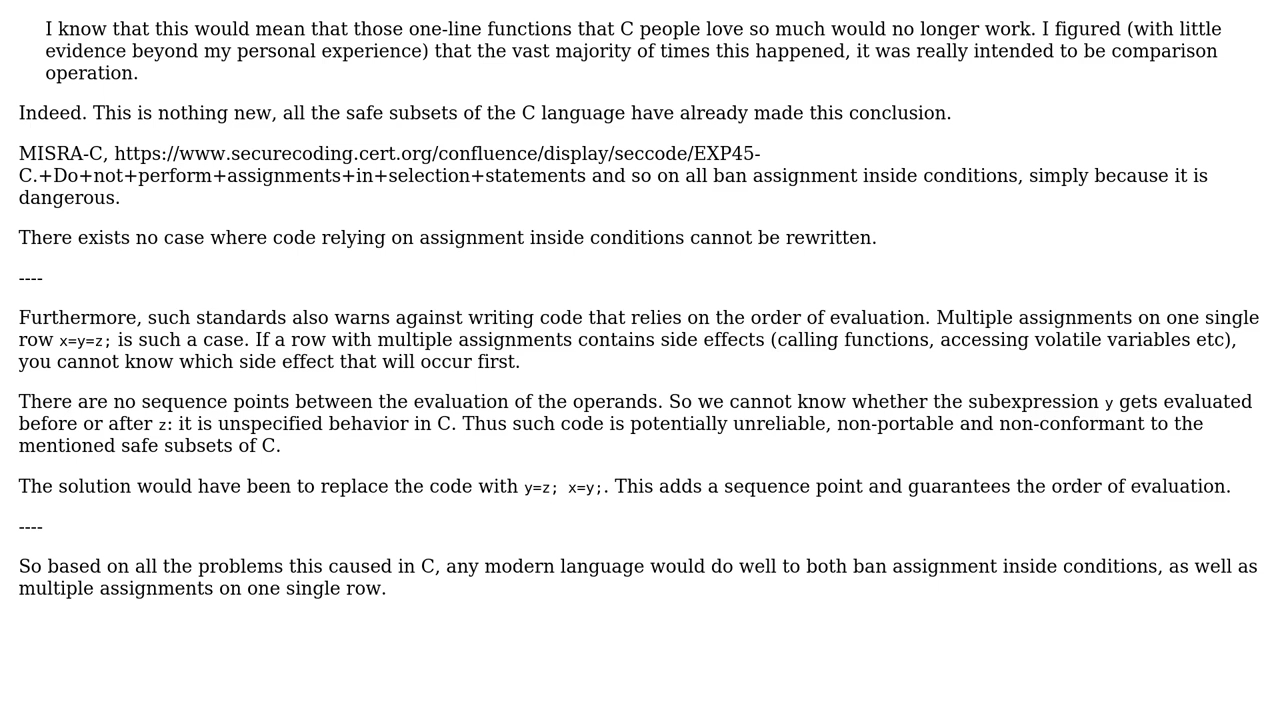 I know that this would mean that those one-line functions that C people love so much would no longer work. I figured (with little
evidence beyond my personal experience) that the vast majority of times this happened, it was really intended to be comparison
operation.
Indeed. This is nothing new, all the safe subsets of the C language have already made this conclusion.
MISRA-C, https://www.securecoding.cert.org/confluence/display/seccode/EXP45-
C.+Do+not+perform+assignments+in+selection+statements and so on all ban assignment inside conditions, simply because it is
dangerous.
There exists no case where code relying on assignment inside conditions cannot be rewritten.
----
Furthermore, such standards also warns against writing code that relies on the order of evaluation. Multiple assignments on one single
row x=y=z; is such a case. If a row with multiple assignments contains side effects (calling functions, accessing volatile variables etc),
you cannot know which side effect that will occur first.
There are no sequence points between the evaluation of the operands. So we cannot know whether the subexpression y gets evaluated
before or after z: it is unspecified behavior in C. Thus such code is potentially unreliable, non-portable and non-conformant to the
mentioned safe subsets of C.
The solution would have been to replace the code with y=z; x=y;. This adds a sequence point and guarantees the order of evaluation.
----
So based on all the problems this caused in C, any modern language would do well to both ban assignment inside conditions, as well as
multiple assignments on one single row.